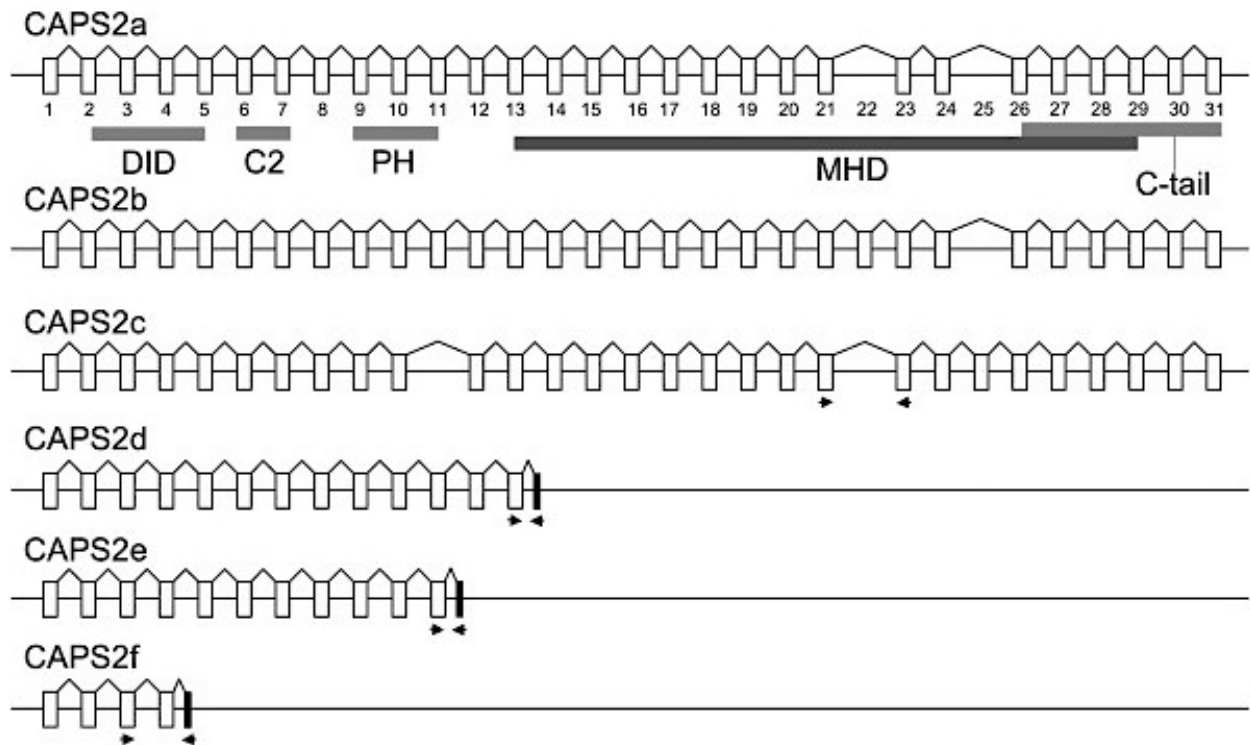 CAPS2a
1 2 3 4 5 6 7 8 9 10 11 12 13 14 15 16 17 18 19 20 21 22 23 24 25 26 27 28 29 30 31
DID C2 PH MHD C-tail
CAPS2b
CAPS2c
CAPS2d
CAPS2e
CAPS2f